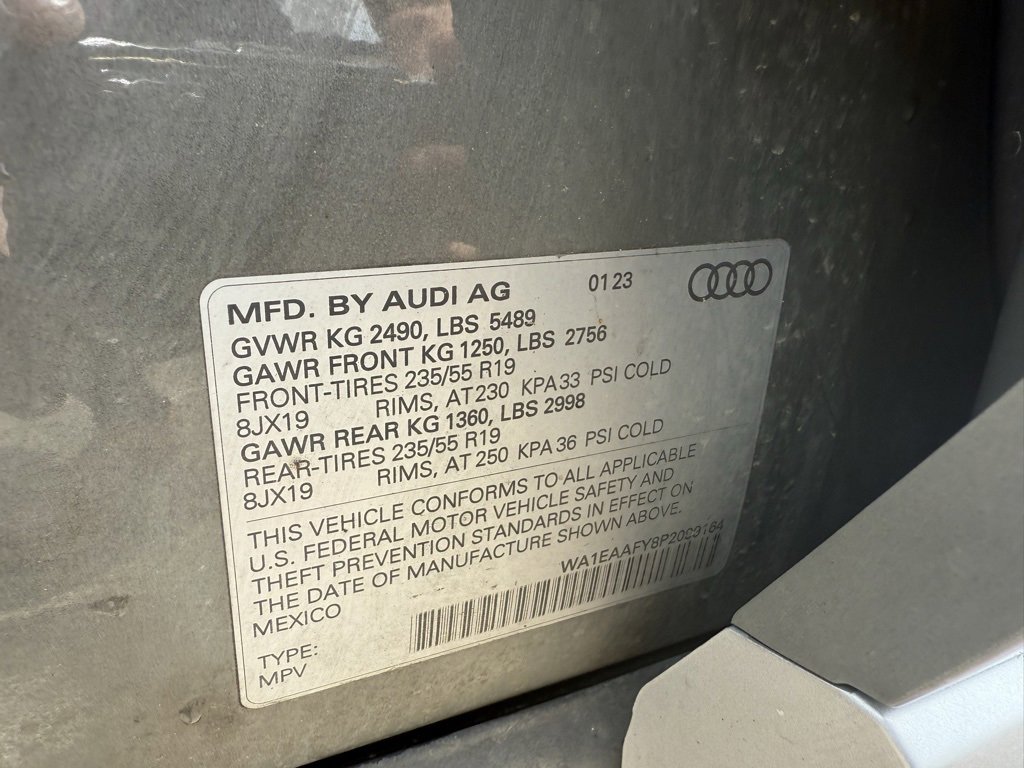 MFD. BY AUDI AG 0123
GVWR KG 2490, LBS 5489
GAWR FRONT KG 1250, LBS 2756
FRONT-TIRES 235/55 R19
8JX19 RIMS, AT 230 KPA 33 PSI COLD
GAWR REAR KG 1360, LBS 2998
REAR-TIRES 235/55 R19
8JX19 RIMS, AT 250 KPA 36 PSI COLD
THIS VEHICLE CONFORMS TO ALL APPLICABLE
U.S. FEDERAL MOTOR VEHICLE SAFETY AND
THEFT PREVENTION STANDARDS IN EFFECT ON
THE DATE OF MANUFACTURE SHOWN ABOVE.
MEXICO
TYPE:
MPV